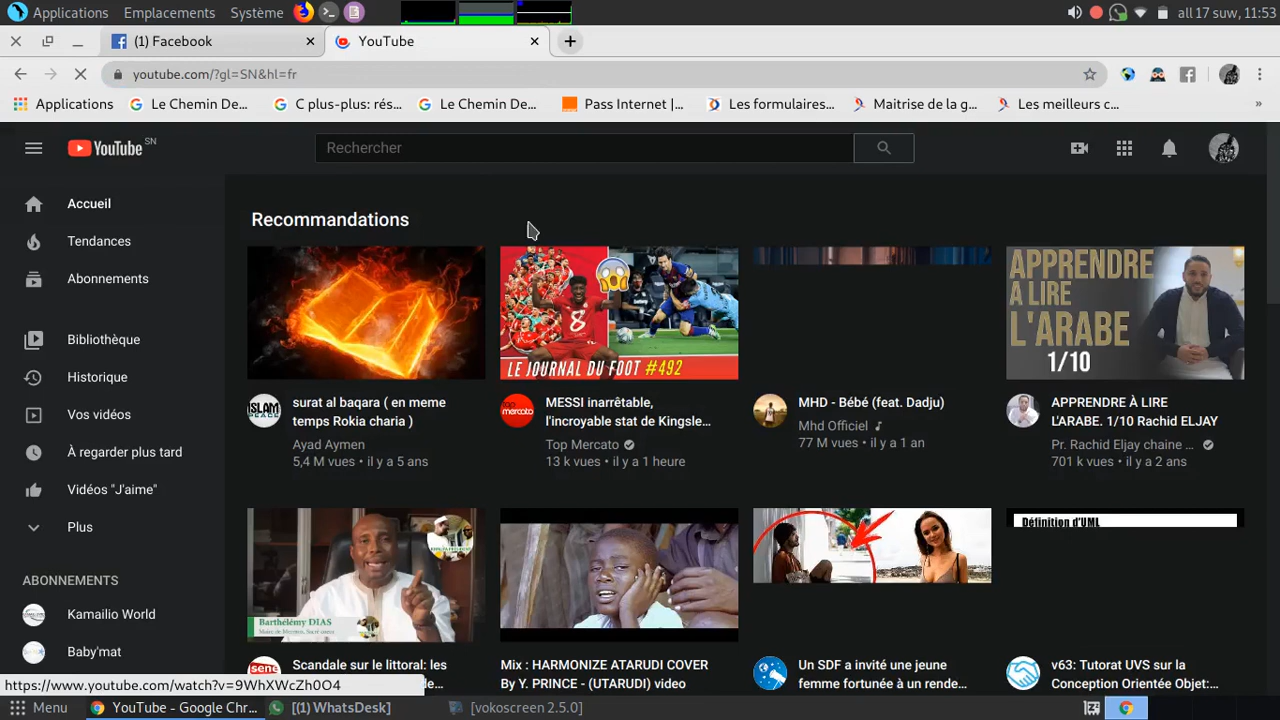 Applications Emplacements Système all 17 suw, 11:53
(1) Facebook YouTube
youtube.com/?gl=SN&hl=fr
Applications Le Chemin De... C plus-plus: rés... Le Chemin De... Pass Internet |... Les formulaires... Maitrise de la g... Les meilleurs c... »
YouTube SN Rechercher
Accueil
Tendances
Abonnements
Bibliothèque
Historique
Vos vidéos
À regarder plus tard
Vidéos "J'aime"
Plus
ABONNEMENTS
Kamailio World
Baby'mat
Recommandations
LE JOURNAL DU FOOT #492
APPRENDRE
A LIRE
L'ARABE
1/10
surat al baqara ( en meme
temps Rokia charia )
Ayad Aymen
5,4 M vues • il y a 5 ans
MESSI inarrêtable,
l'incroyable stat de Kingsle...
Top Mercato
13 k vues • il y a 1 heure
MHD - Bébé (feat. Dadju)
Mhd Officiel
77 M vues • il y a 1 an
APPRENDRE À LIRE
L'ARABE. 1/10 Rachid ELJAY
Pr. Rachid Eljay chaine ...
701 k vues • il y a 2 ans
Barthélémy DIAS
Définition d'UML
Scandale sur le littoral: les
Mix : HARMONIZE ATARUDI COVER
By Y. PRINCE - (UTARUDI) video
Un SDF a invité une jeune
femme fortunée à un rende...
v63: Tutorat UVS sur la
Conception Orientée Objet:...
https://www.youtube.com/watch?v=9WhXWcZh0O4
Menu YouTube - Google Chr... [(1) WhatsDesk] [vokoscreen 2.5.0]